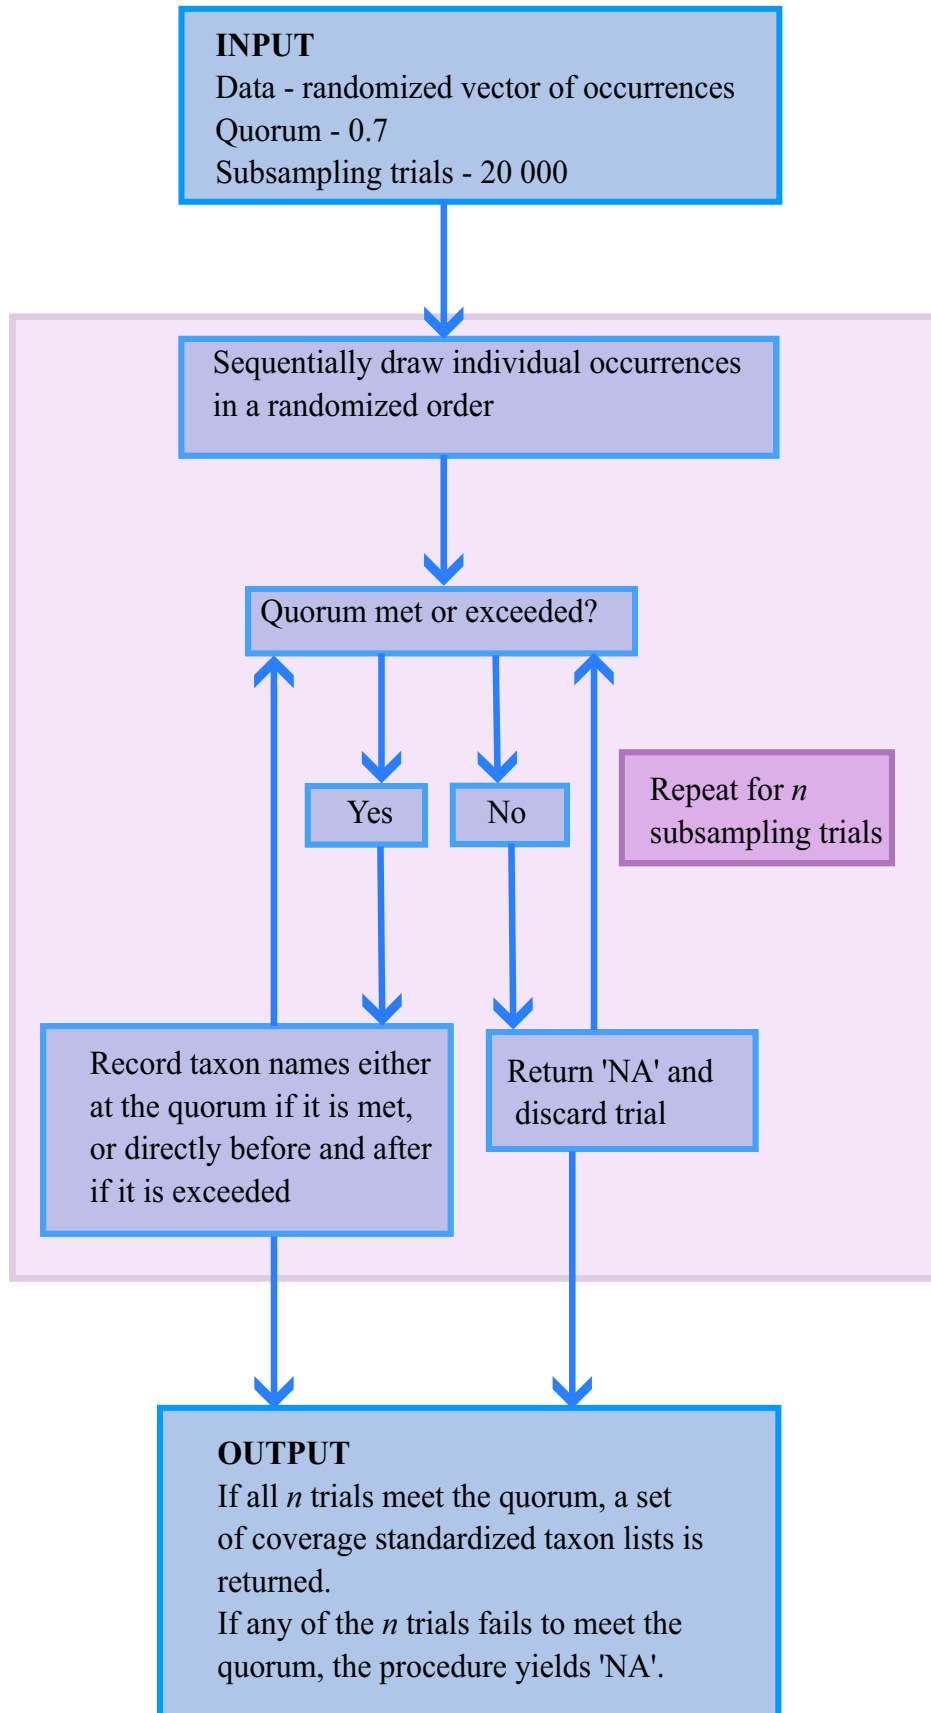 INPUT
Data - randomized vector of occurrences
Quorum - 0.7
Subsampling trials - 20 000
Sequentially draw individual occurrences
in a randomized order
Quorum met or exceeded?
Yes
No
Repeat for n
subsampling trials
Record taxon names either
at the quorum if it is met,
or directly before and after
if it is exceeded
Return 'NA' and
discard trial
OUTPUT
If all n trials meet the quorum, a set
of coverage standardized taxon lists is
returned.
If any of the n trials fails to meet the
quorum, the procedure yields 'NA'.